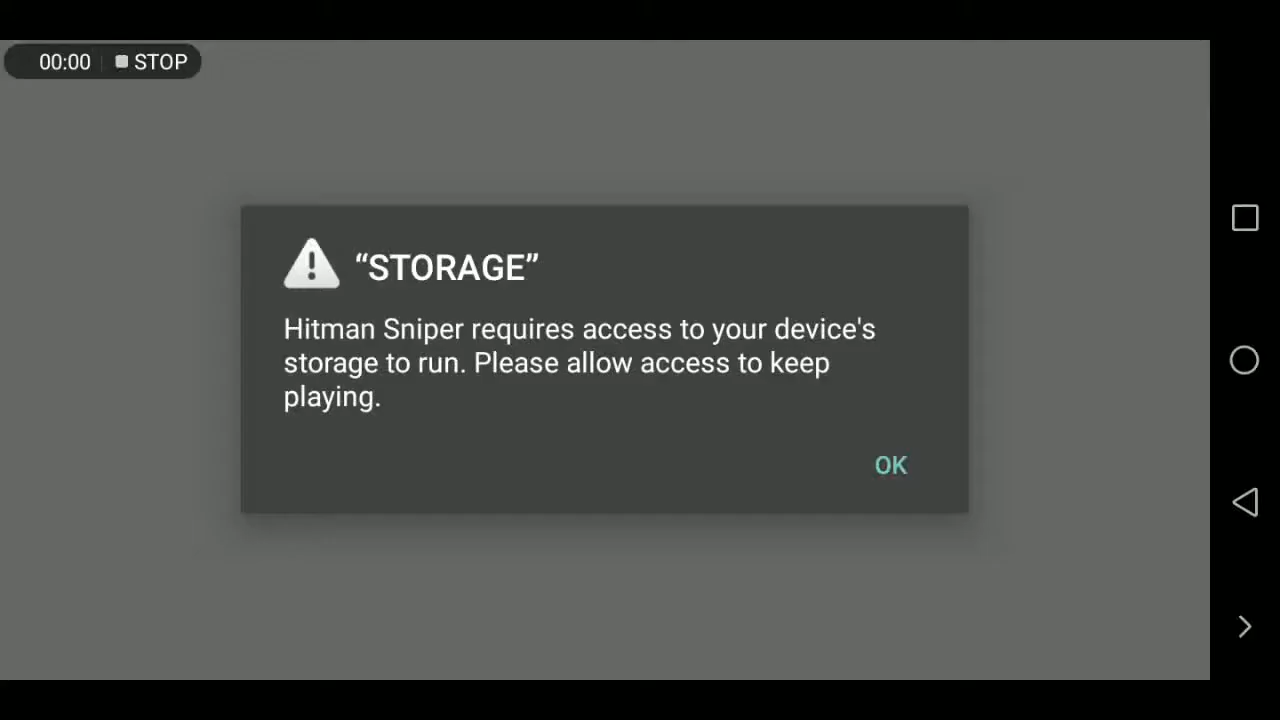 00:00 STOP
“STORAGE”
Hitman Sniper requires access to your device's
storage to run. Please allow access to keep
playing.
OK